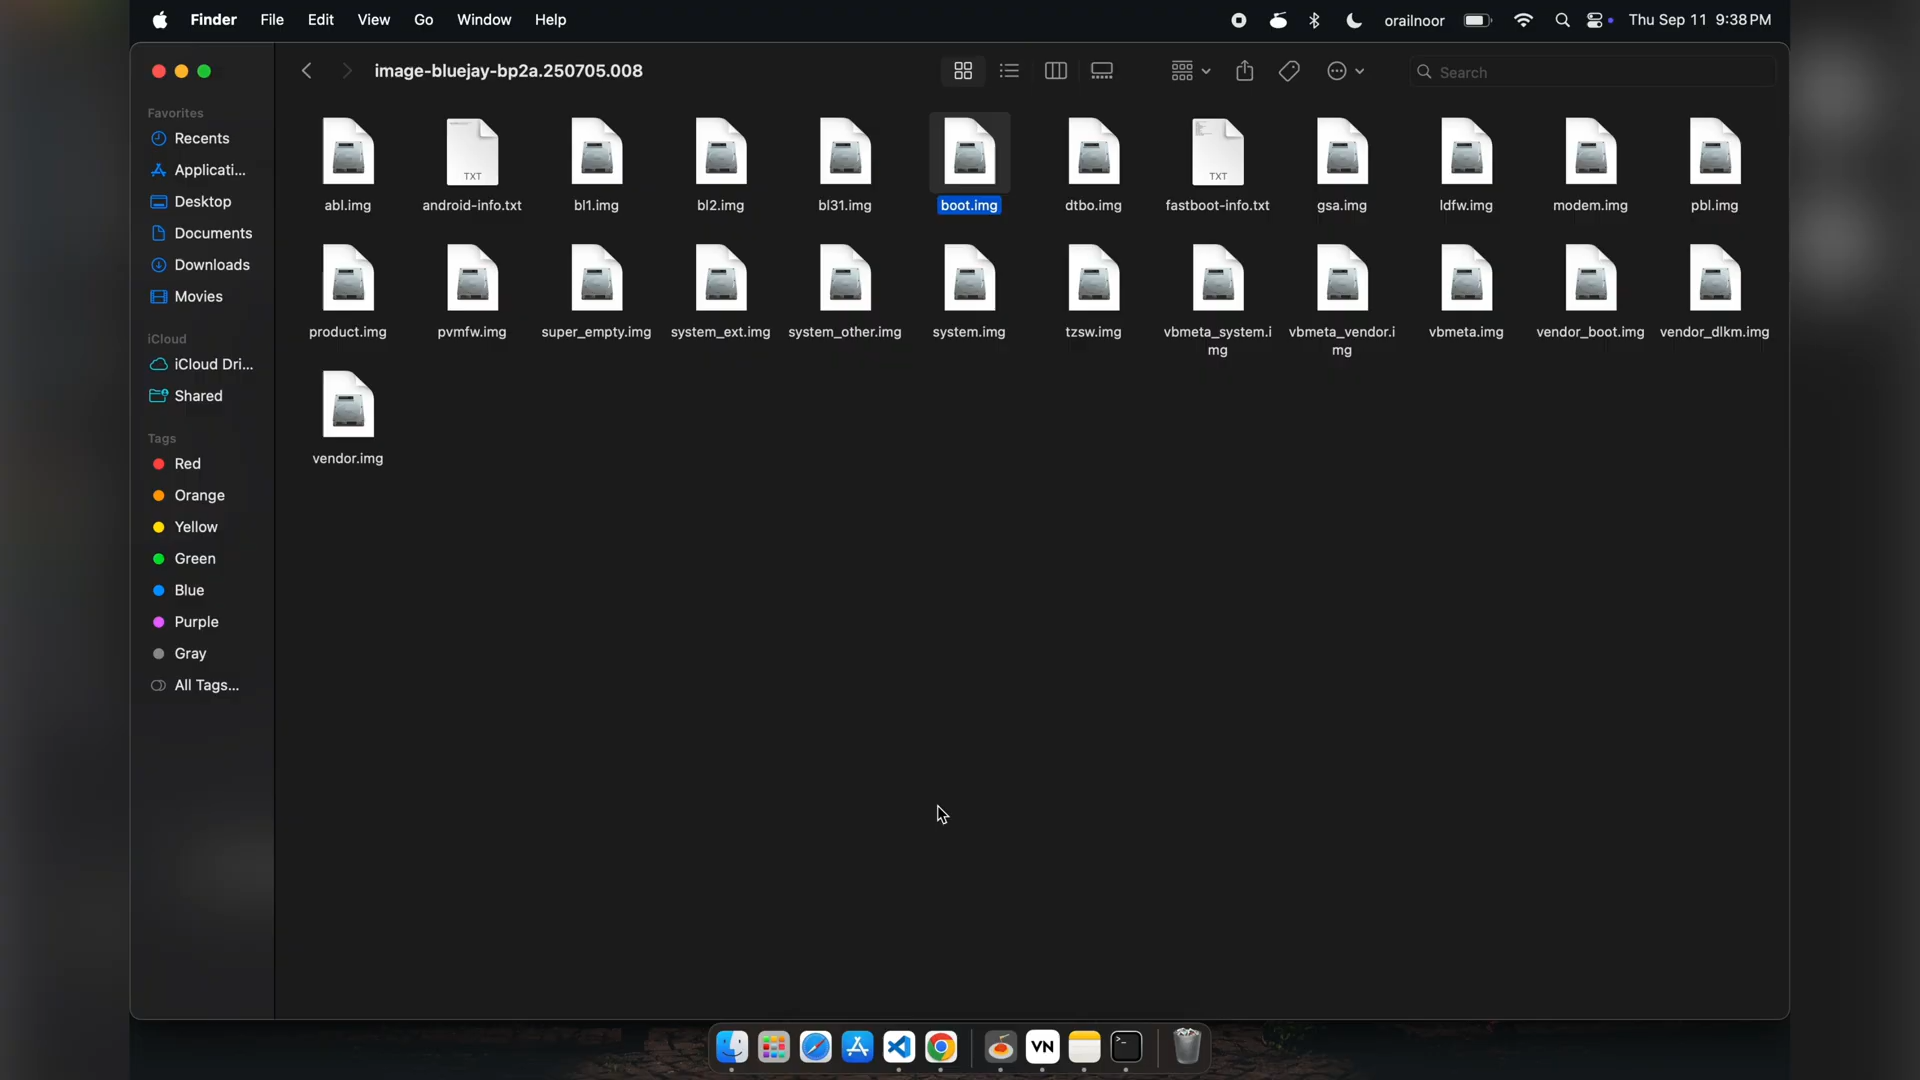 Finder File Edit View Go Window Help orailnoor Thu Sep 11 9:38 PM
image-bluejay-bp2a.250705.008 Search
Favorites
Recents
Applicati...
Desktop
Documents
Downloads
Movies
iCloud
iCloud Dri...
Shared
Tags
Red
Orange
Yellow
Green
Blue
Purple
Gray
All Tags...
TXT TXT
abl.img android-info.txt bl1.img bl2.img bl31.img boot.img dtbo.img fastboot-info.txt gsa.img ldfw.img modem.img pbl.img
product.img pvmfw.img super_empty.img system_ext.img system_other.img system.img tzsw.img vbmeta_system.i vbmeta_vendor.i vbmeta.img vendor_boot.img vendor_dlkm.img
mg mg
vendor.img
VN